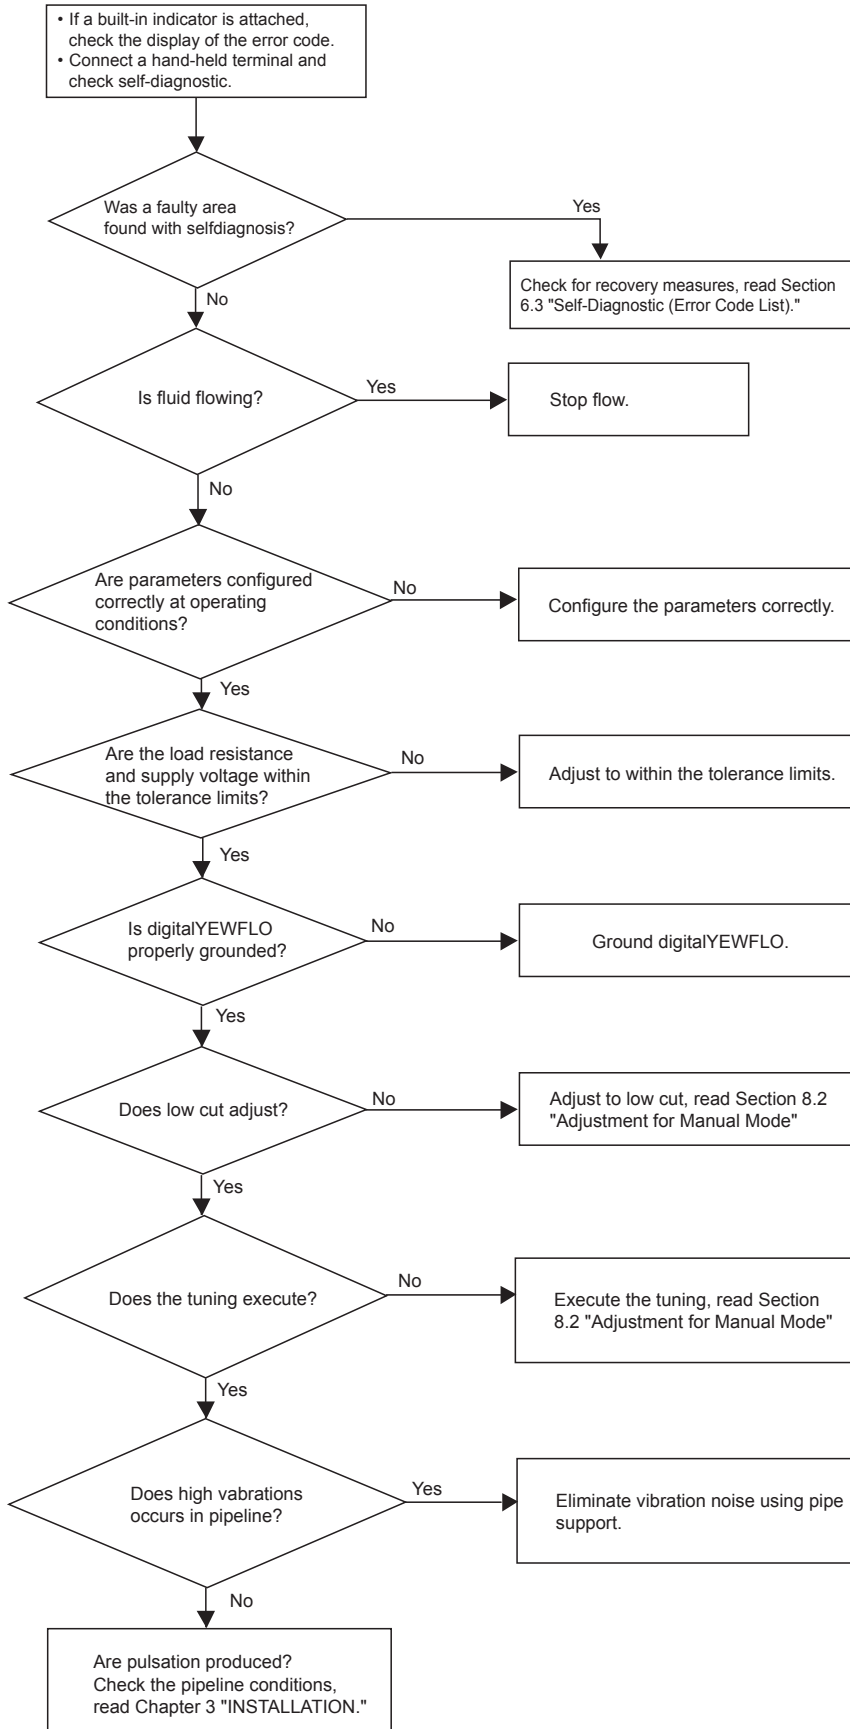 • If a built-in indicator is attached,
check the display of the error code.
• Connect a hand-held terminal and
check self-diagnostic.
Was a faulty area
found with selfdiagnosis?
Yes
Check for recovery measures, read Section
6.3 "Self-Diagnostic (Error Code List)."
No
Is fluid flowing?
Yes
Stop flow.
No
Are parameters configured
correctly at operating
conditions?
No
Configure the parameters correctly.
Yes
Are the load resistance
and supply voltage within
the tolerance limits?
No
Adjust to within the tolerance limits.
Yes
Is digitalYEWFLO
properly grounded?
No
Ground digitalYEWFLO.
Yes
Does low cut adjust?
No
Adjust to low cut, read Section 8.2
"Adjustment for Manual Mode"
Yes
Does the tuning execute?
No
Execute the tuning, read Section
8.2 "Adjustment for Manual Mode"
Yes
Does high vabrations
occurs in pipeline?
Yes
Eliminate vibration noise using pipe
support.
No
Are pulsation produced?
Check the pipeline conditions,
read Chapter 3 "INSTALLATION."